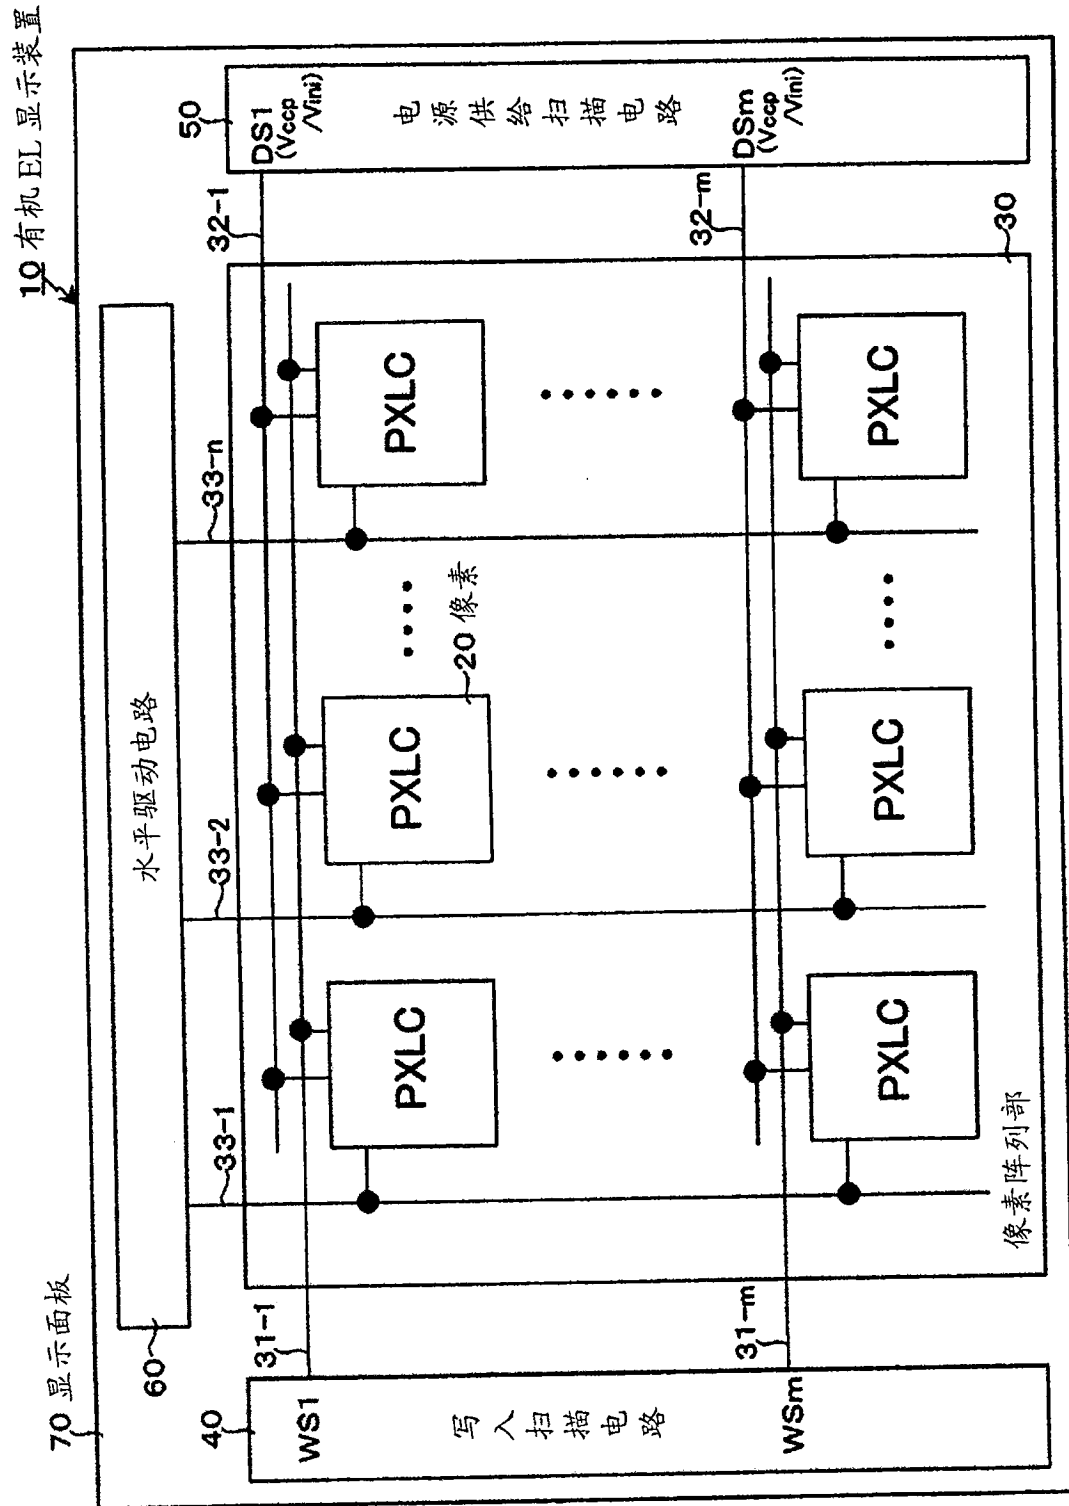 10 有机EL显示装置
70 显示面板
60
水平驱动电路
33-1
33-2
33-n
40
写入扫描电路
WS1
WSm
31-1
31-m
50
电源供给扫描电路
DS1
(Vccp
/Vini)
DSm
(Vccp
/Vini)
32-1
32-m
PXLC
PXLC
20 像素
PXLC
PXLC
PXLC
PXLC
像素阵列部
30